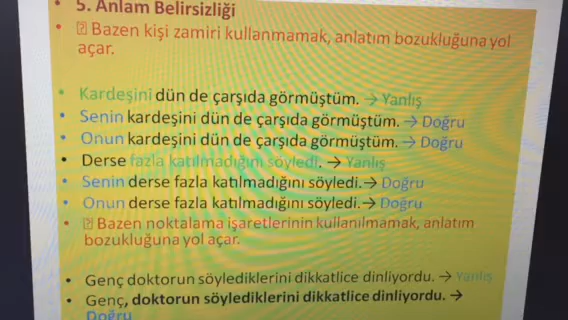 5. Anlam Belirsizliği
Bazen kişi zamiri kullanmamak, anlatım bozukluğuna yol
açar.
Kardeşini dün de çarşıda görmüştüm. → Yanlış
Senin kardeşini dün de çarşıda görmüştüm. → Doğru
Onun kardeşini dün de çarşıda görmüştüm. → Doğru
Derse fazla katılmadığını söyledi. → Yanlış
Senin derse fazla katılmadığını söyledi.→ Doğru
Onun derse fazla katılmadığını söyledi.→ Doğru
Bazen noktalama işaretlerinin kullanılmamak, anlatım
bozukluğuna yol açar.
Genç doktorun söylediklerini dikkatlice dinliyordu. → Yanlış
Genç, doktorun söylediklerini dikkatlice dinliyordu. →
Doğru